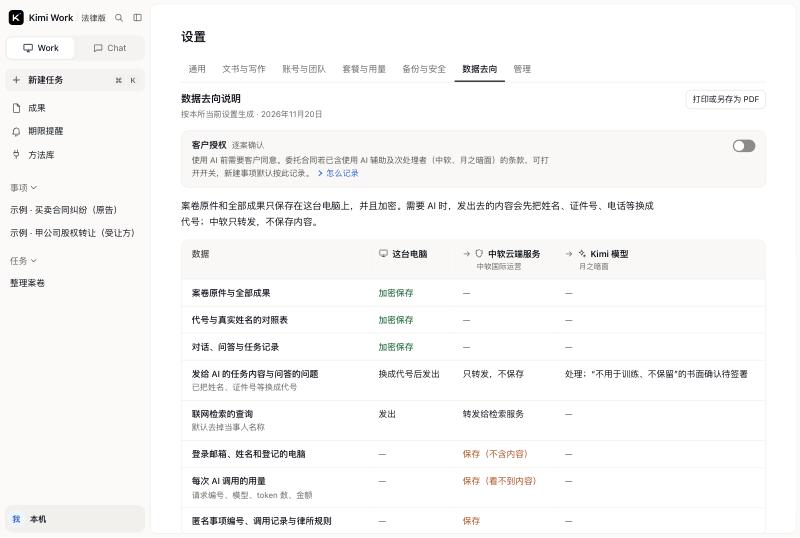 Kimi Work 法律版
Work
Chat
新建任务 ⌘ K
成果
期限提醒
方法库
事项
示例 · 买卖合同纠纷（原告）
示例 · 甲公司股权转让（受让方）
任务
整理案卷
我 本机
设置
通用 文书与写作 账号与团队 套餐与用量 备份与安全 数据去向 管理
数据去向说明
打印或另存为 PDF
按本所当前设置生成 · 2026年11月20日
客户授权 逐案确认
使用 AI 前需要客户同意。委托合同若已含使用 AI 辅助及次处理者（中软、月之暗面）的条款，可打
开开关，新建事项默认按此记录。 怎么记录
案卷原件和全部成果只保存在这台电脑上，并且加密。需要 AI 时，发出去的内容会先把姓名、证件号、电话等换成
代号；中软只转发，不保存内容。
数据 这台电脑 → 中软云端服务 → Kimi 模型
中软国际运营 月之暗面
案卷原件与全部成果 加密保存 — —
代号与真实姓名的对照表 加密保存 — —
对话、问答与任务记录 加密保存 — —
发给 AI 的任务内容与问答的问题 换成代号后发出 只转发，不保存 处理；“不用于训练、不保留”的书面确认待签署
已把姓名、证件号等换成代号
联网检索的查询 发出 转发给检索服务 —
默认去掉当事人名称
登录邮箱、姓名和登记的电脑 — 保存（不含内容） —
每次 AI 调用的用量 — 保存（看不到内容） —
请求编号、模型、token 数、金额
匿名事项编号、调用记录与律所规则 — 保存 —